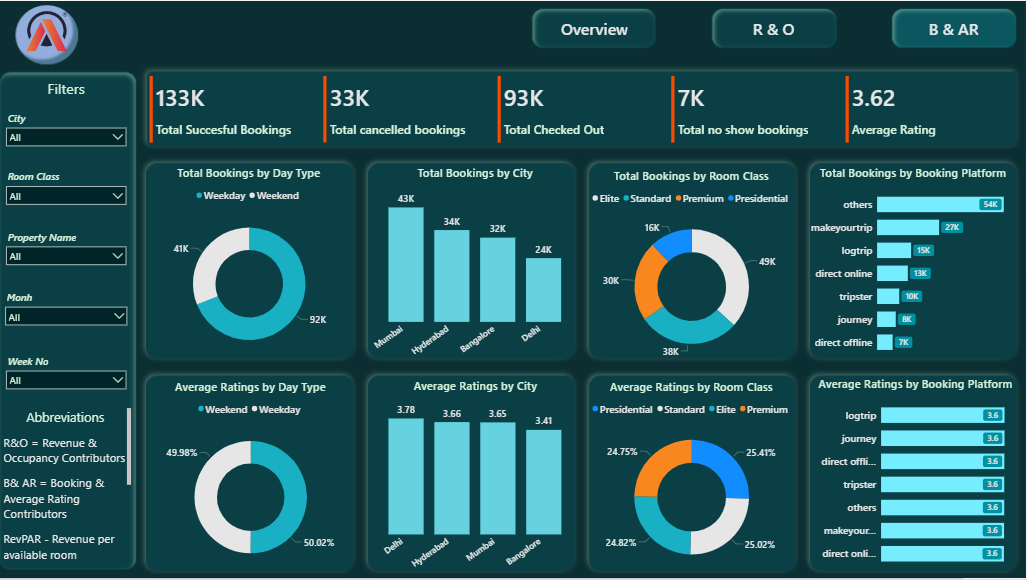 Overview
R & O
B & AR
Filters
City
All
Room Class
All
Property Name
All
Monh
All
Week No
All
Abbreviations
R&O = Revenue &
Occupancy Contributors
B& AR = Booking &
Average Rating
Contributors
RevPAR - Revenue per
available room
133K
Total Succesful Bookings
33K
Total cancelled bookings
93K
Total Checked Out
7K
Total no show bookings
3.62
Average Rating
Total Bookings by Day Type
Weekday Weekend
41K
92K
Total Bookings by City
43K
34K
32K
24K
Mumbai
Hyderabad
Bangalore
Delhi
Total Bookings by Room Class
Elite Standard Premium Presidential
16K
49K
30K
38K
Total Bookings by Booking Platform
others 54K
makeyourtrip 27K
logtrip 15K
direct online 13K
tripster 10K
journey 8K
direct offline 7K
Average Ratings by Day Type
Weekend Weekday
49.98%
50.02%
Average Ratings by City
3.78
3.66
3.65
3.41
Delhi
Hyderabad
Mumbai
Bangalore
Average Ratings by Room Class
Presidential Standard Elite Premium
24.75%
25.41%
24.82%
25.02%
Average Ratings by Booking Platform
logtrip 3.6
journey 3.6
direct offli... 3.6
tripster 3.6
others 3.6
makeyour... 3.6
direct onli... 3.6